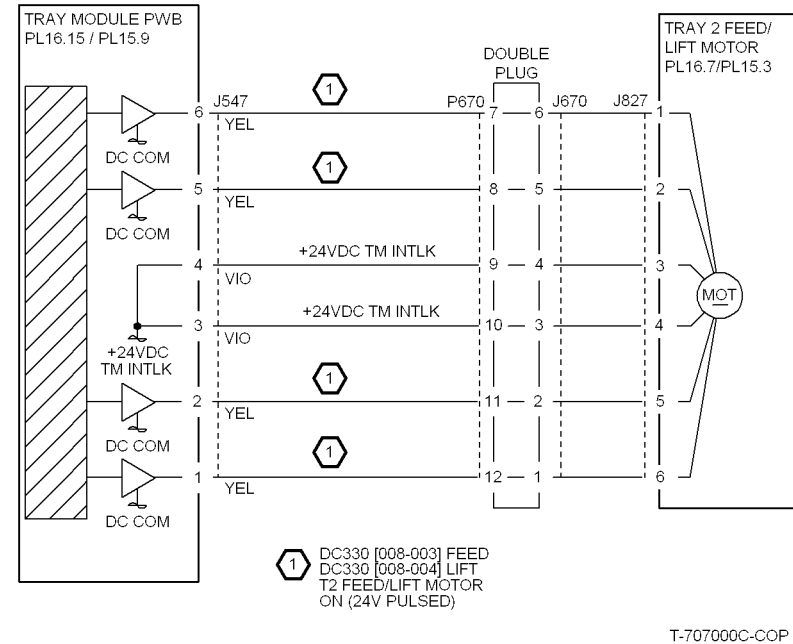 TRAY MODULE PWB
PL16.15 / PL15.9
TRAY 2 FEED/
LIFT MOTOR
PL16.7/PL15.3
DOUBLE
PLUG
1
6 J547 P670 7 6 J670 J827 1
YEL
DC COM
1
5 8 5 2
YEL
DC COM
+24VDC TM INTLK
4 9 4 3
VIO
MOT
+24VDC TM INTLK
3 10 3 4
VIO
+24VDC
TM INTLK
1
2 11 2 5
YEL
DC COM
1
1 12 1 6
YEL
DC COM
1 DC330 [008-003] FEED
DC330 [008-004] LIFT
T2 FEED/LIFT MOTOR
ON (24V PULSED)
T-707000C-COP